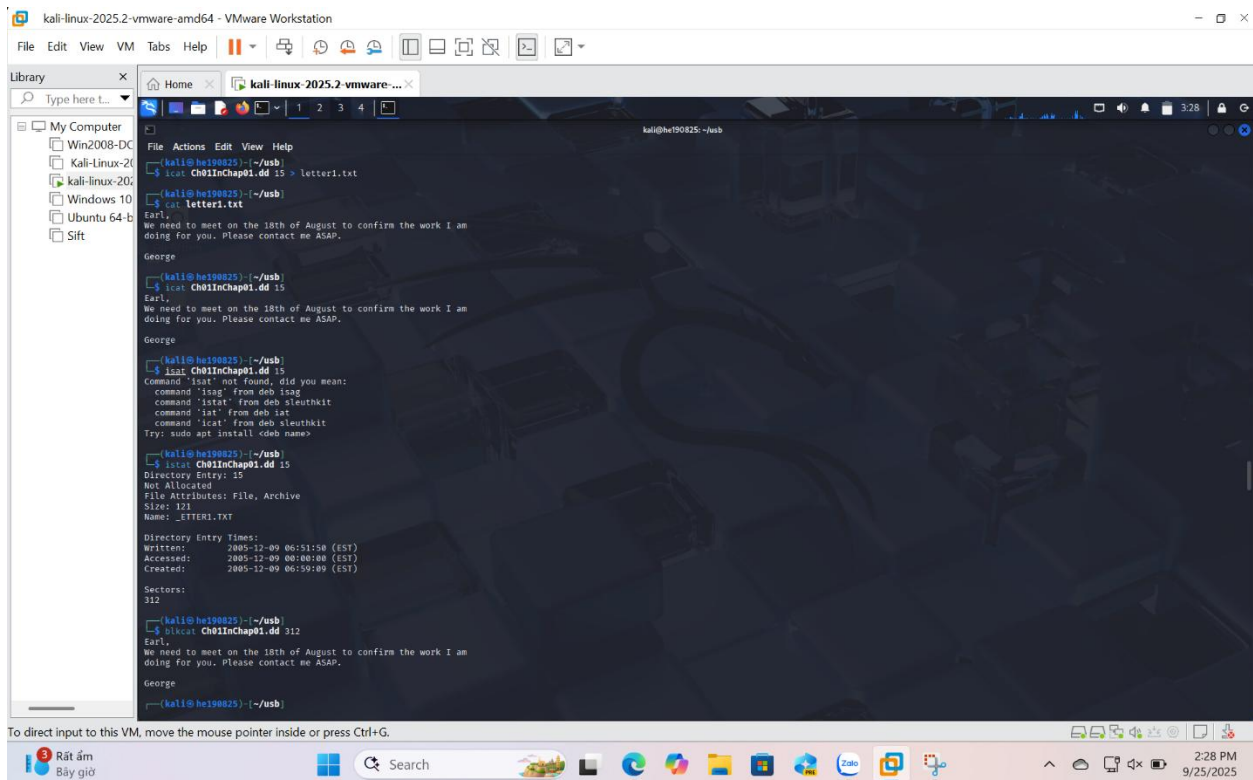 kali-linux-2025.2-vmware-amd64 - VMware Workstation
File Edit View VM Tabs Help
Library
Type here t...
My Computer
Win2008-DC
Kali-Linux-20
kali-linux-202
Windows 10
Ubuntu 64-b
Sift
Home
kali-linux-2025.2-vmware-...
1 2 3 4
3:28
kali@he190825: ~/usb
File Actions Edit View Help
┌──(kali㉿he190825)-[~/usb]
└─$ icat Ch01InChap01.dd 15 > letter1.txt
┌──(kali㉿he190825)-[~/usb]
└─$ cat letter1.txt
Earl,
We need to meet on the 18th of August to confirm the work I am
doing for you. Please contact me ASAP.
George
┌──(kali㉿he190825)-[~/usb]
└─$ icat Ch01InChap01.dd 15
Earl,
We need to meet on the 18th of August to confirm the work I am
doing for you. Please contact me ASAP.
George
┌──(kali㉿he190825)-[~/usb]
└─$ isat Ch01InChap01.dd 15
Command 'isat' not found, did you mean:
command 'isag' from deb isag
command 'istat' from deb sleuthkit
command 'iat' from deb iat
command 'icat' from deb sleuthkit
Try: sudo apt install <deb name>
┌──(kali㉿he190825)-[~/usb]
└─$ istat Ch01InChap01.dd 15
Directory Entry: 15
Not Allocated
File Attributes: File, Archive
Size: 121
Name: _ETTER1.TXT
Directory Entry Times:
Written: 2005-12-09 06:51:50 (EST)
Accessed: 2005-12-09 00:00:00 (EST)
Created: 2005-12-09 06:59:09 (EST)
Sectors:
312
┌──(kali㉿he190825)-[~/usb]
└─$ blkcat Ch01InChap01.dd 312
Earl,
We need to meet on the 18th of August to confirm the work I am
doing for you. Please contact me ASAP.
George
┌──(kali㉿he190825)-[~/usb]
To direct input to this VM, move the mouse pointer inside or press Ctrl+G.
3
Rất ẩm
Bây giờ
Search
PRE
Zalo
2:28 PM
9/25/2025